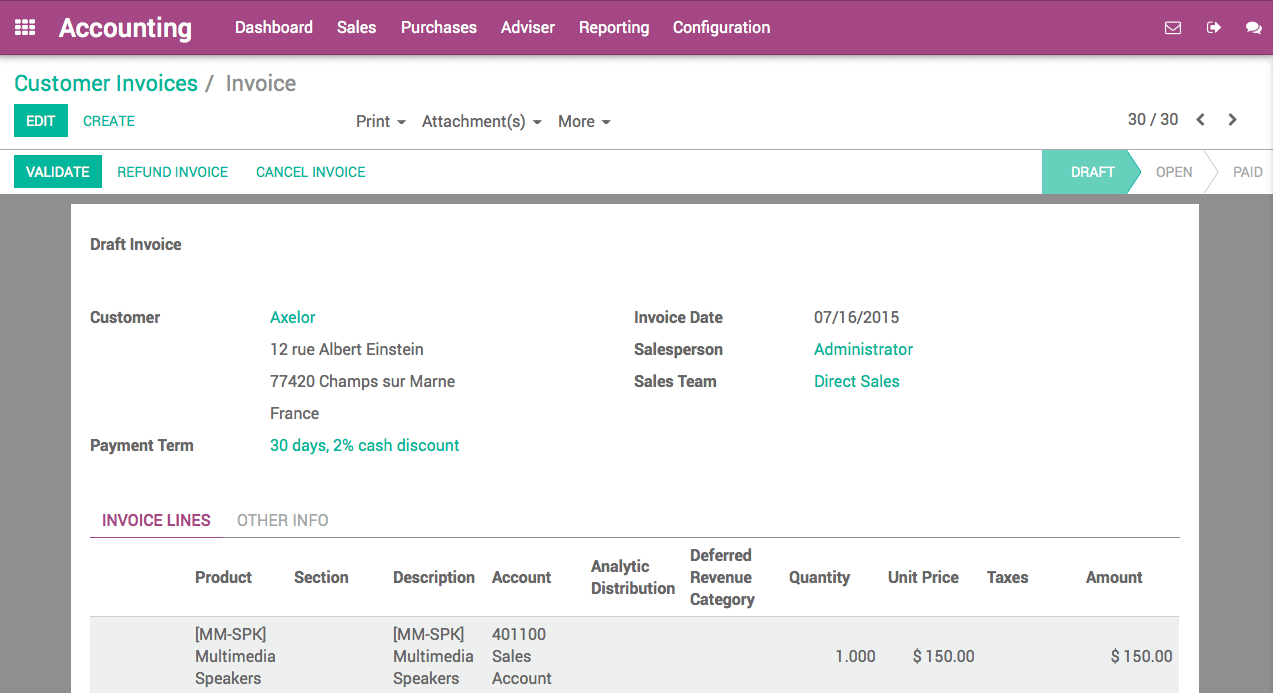 Accounting Dashboard Sales Purchases Adviser Reporting Configuration
Customer Invoices / Invoice
EDIT CREATE Print Attachment(s) More 30 / 30
VALIDATE REFUND INVOICE CANCEL INVOICE DRAFT OPEN PAID
Draft Invoice
Customer Axelor Invoice Date 07/16/2015
12 rue Albert Einstein Salesperson Administrator
77420 Champs sur Marne Sales Team Direct Sales
France
Payment Term 30 days, 2% cash discount
INVOICE LINES OTHER INFO
Product Section Description Account Analytic Distribution Deferred Revenue Category Quantity Unit Price Taxes Amount
[MM-SPK] [MM-SPK] 401100
Multimedia Multimedia Sales 1.000 $ 150.00 $ 150.00
Speakers Speakers Account